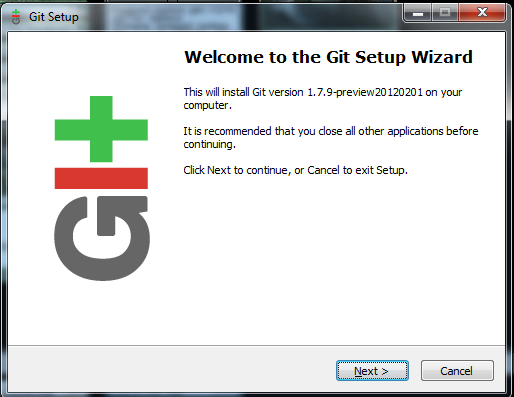 Git Setup
Welcome to the Git Setup Wizard
This will install Git version 1.7.9-preview20120201 on your
computer.
It is recommended that you close all other applications before
continuing.
Click Next to continue, or Cancel to exit Setup.
Git
Next >
Cancel